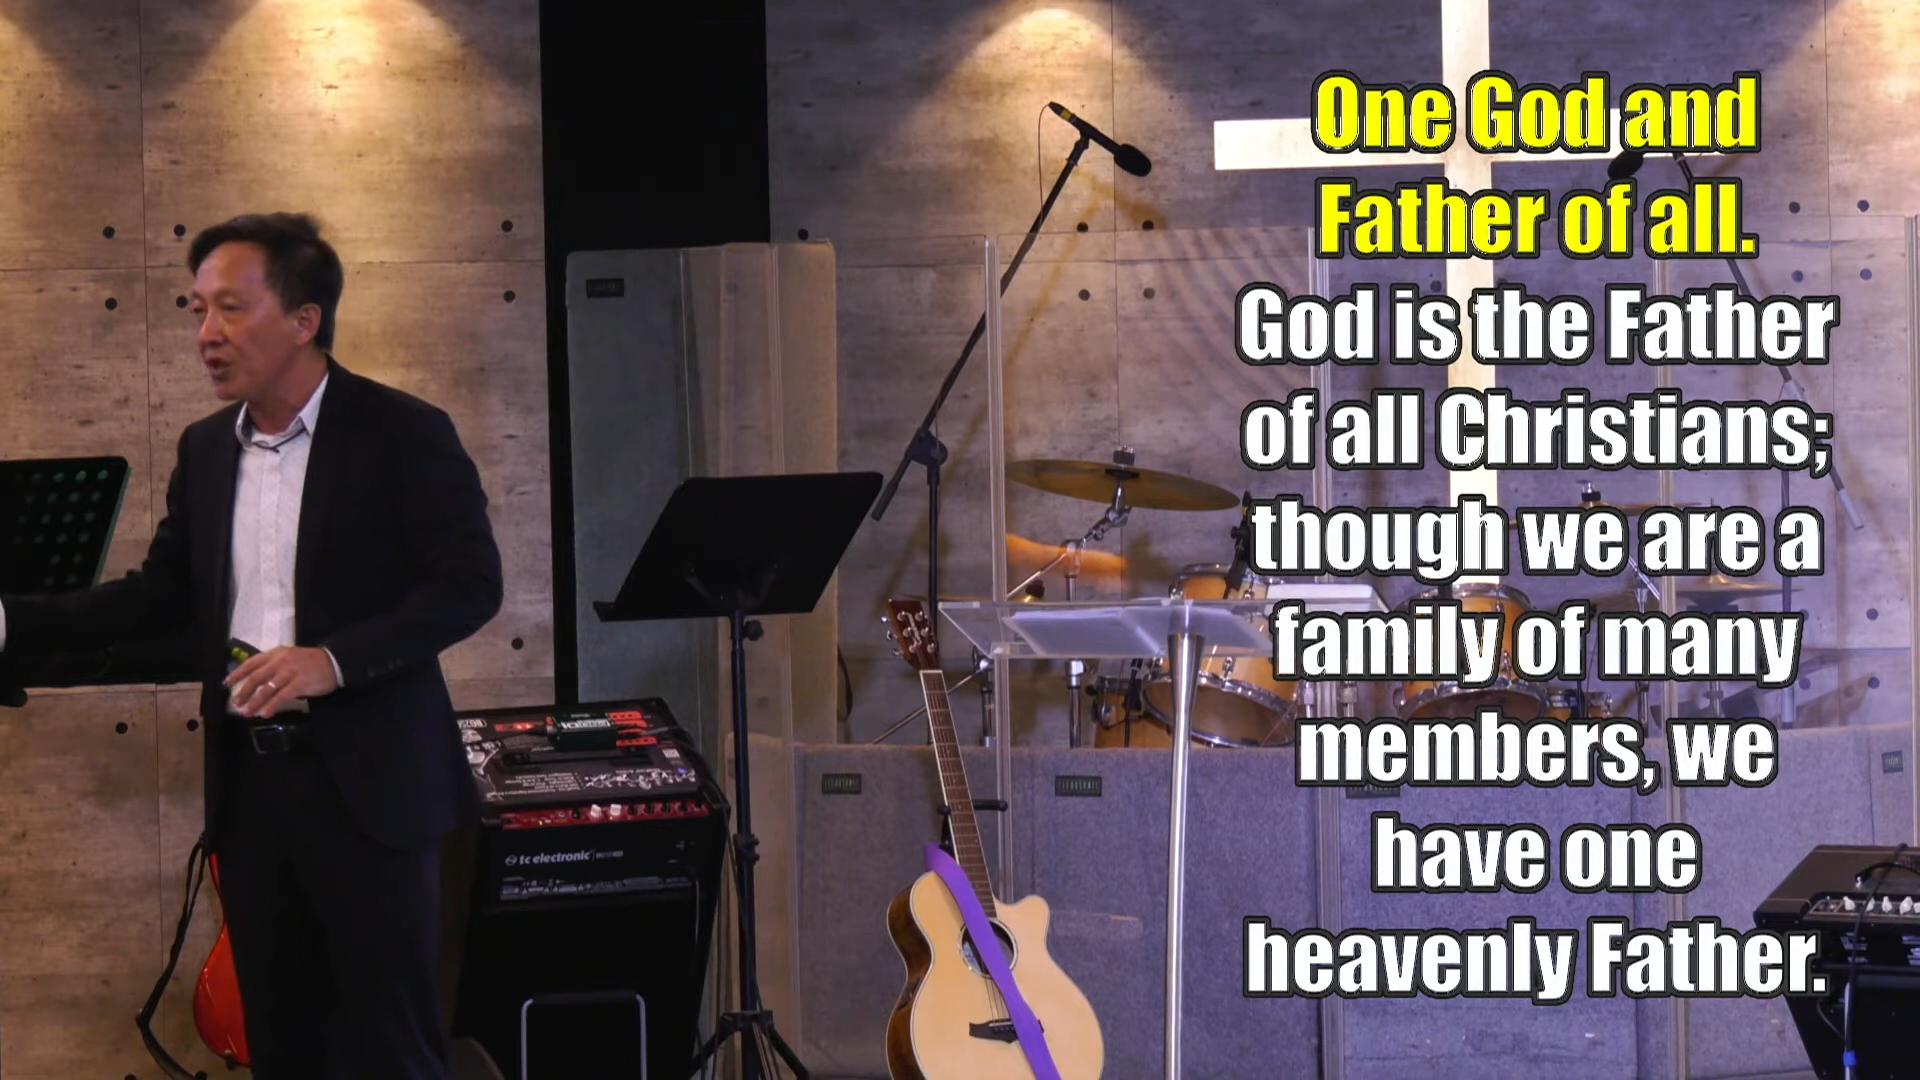 One God and
Father of all.
God is the Father
of all Christians;
though we are a
family of many
members, we
have one
heavenly Father.
tc electronic